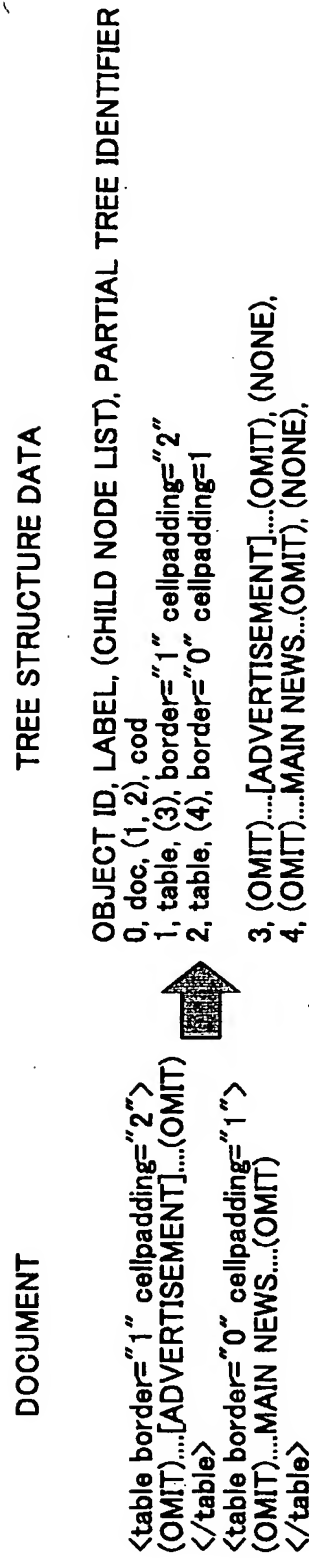 DOCUMENT
<table border="1" cellpadding="2">
(OMIT)....[ADVERTISEMENT]....(OMIT)
</table>
<table border="0" cellpadding="1">
(OMIT)....MAIN NEWS....(OMIT)
</table>
TREE STRUCTURE DATA
OBJECT ID, LABEL, (CHILD NODE LIST), PARTIAL TREE IDENTIFIER
0, doc, (1, 2), cod
1, table, (3), border="1" cellpadding="2"
2, table, (4), border="0" cellpadding=1
3, (OMIT)....[ADVERTISEMENT]....(OMIT), (NONE),
4, (OMIT)....MAIN NEWS...(OMIT), (NONE),